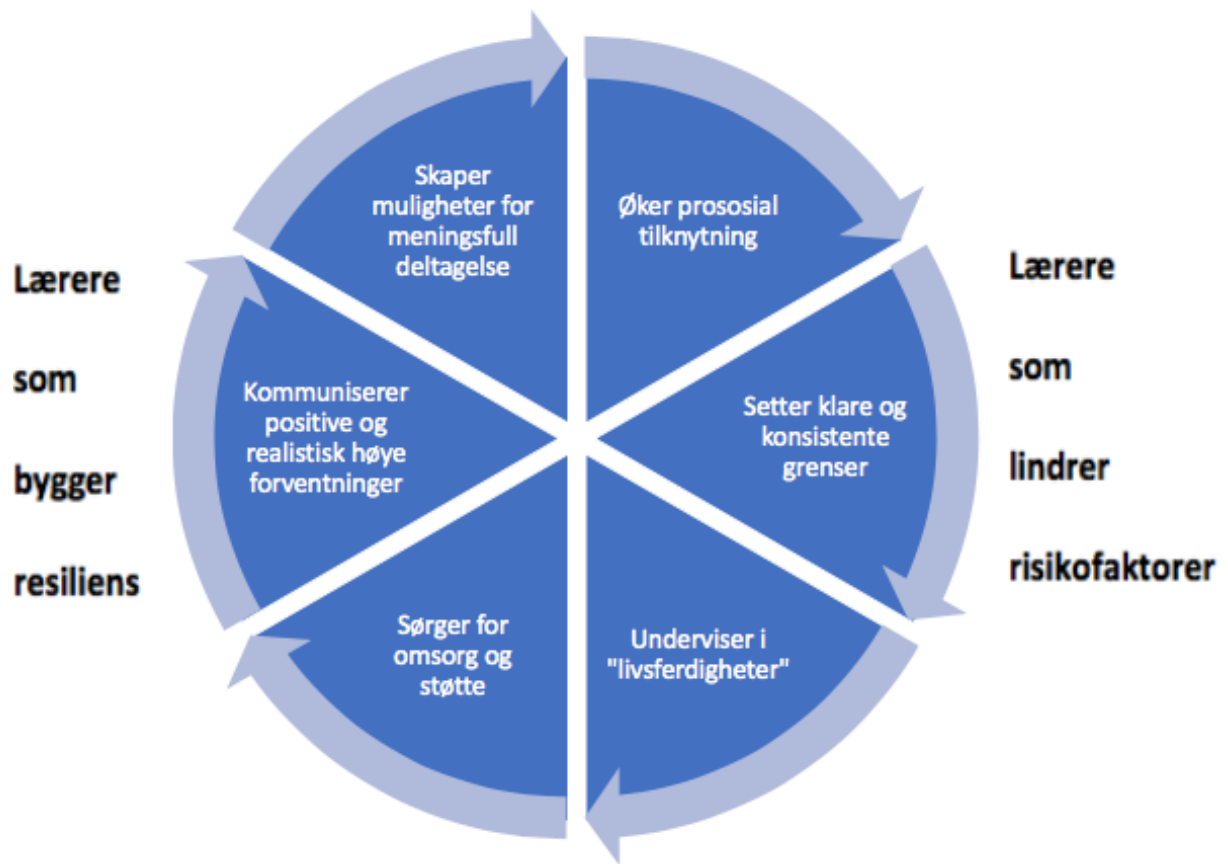 Skaper
muligheter for
meningsfull
deltagelse
Øker prososial
tilknytning
Setter klare og
konsistente
grenser
Underviser i
"livsferdigheter"
Sørger for
omsorg og
støtte
Kommuniserer
positive og
realistisk høye
forventninger
Lærere
som
bygger
resiliens
Lærere
som
lindrer
risikofaktorer